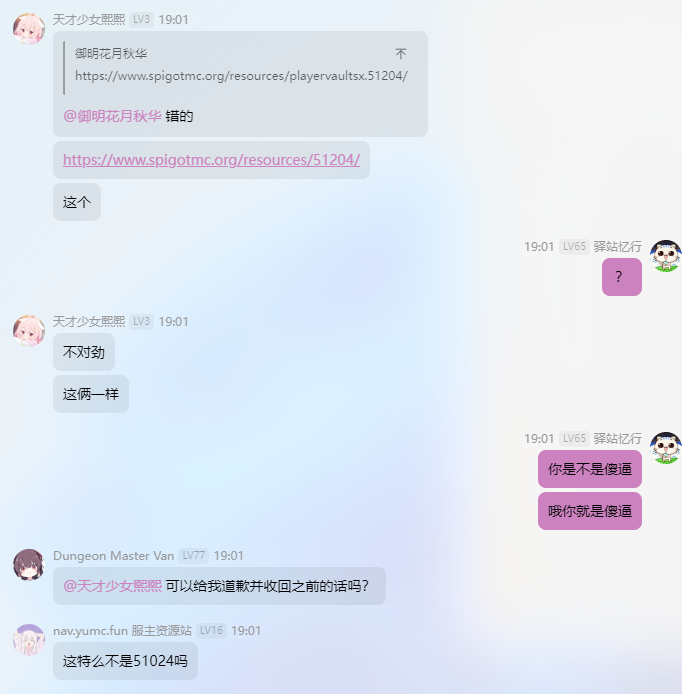 天才少女熙熙 LV3 19:01
御明花月秋华
https://www.spigotmc.org/resources/playervaultsx.51204/
@御明花月秋华 错的
https://www.spigotmc.org/resources/51204/
这个
19:01 LV65 驿站忆行
？
天才少女熙熙 LV3 19:01
不对劲
这俩一样
19:01 LV65 驿站忆行
你是不是傻逼
哦你就是傻逼
Dungeon Master Van LV77 19:01
@天才少女熙熙 可以给我道歉并收回之前的话吗？
nav.yumc.fun 服主资源站 LV16 19:01
这特么不是51024吗